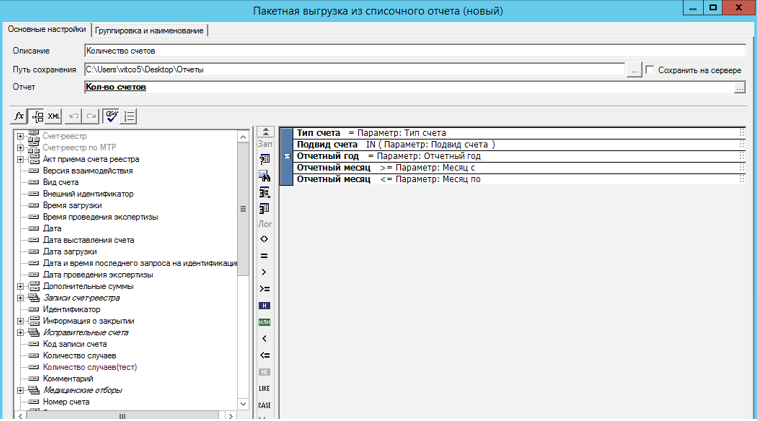 Пакетная выгрузка из списочного отчета (новый)
Основные настройки
Группировка и наименование
Описание
Количество счетов
Путь сохранения
C:\Users\vitco5\Desktop\Отчеты
...
Сохранить на сервере
Отчет
Кол-во счетов
...
fx
XML
Счет-реестр
Счет-реестр по МТР
Акт приема счета реестра
Версия взаимодействия
Вид счета
Внешний идентификатор
Время загрузки
Время проведения экспертизы
Дата
Дата выставления счета
Дата загрузки
Дата и время последнего запроса на идентификаци
Дата проведения экспертизы
Дополнительные суммы
Записи счет-реестра
Идентификатор
Информация о закрытии
Исправительные счета
Код записи счета
Количество случаев
Количество случаев(тест)
Комментарий
Медицинские отборы
Номер счета
Зап
Лог
<>
=
>
>=
И
ИЛИ
<
<=
НЕ
LIKE
CASE
И
Тип счета = Параметр: Тип счета
Подвид счета IN ( Параметр: Подвид счета )
Отчетный год = Параметр: Отчетный год
Отчетный месяц >= Параметр: Месяц с
Отчетный месяц <= Параметр: Месяц по